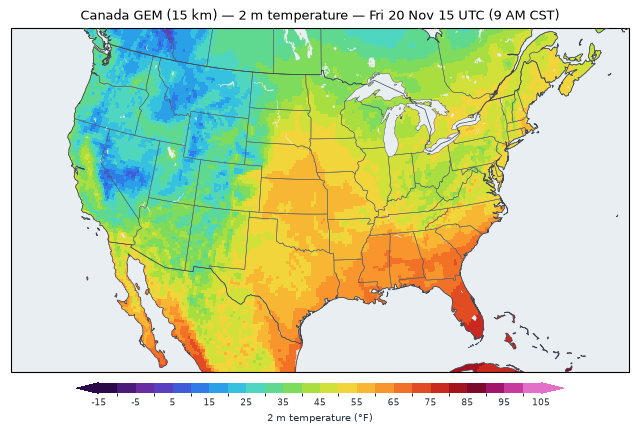 Canada GEM (15 km) — 2 m temperature — Fri 20 Nov 15 UTC (9 AM CST)
-15 -5 5 15 25 35 45 55 65 75 85 95 105
2 m temperature (°F)